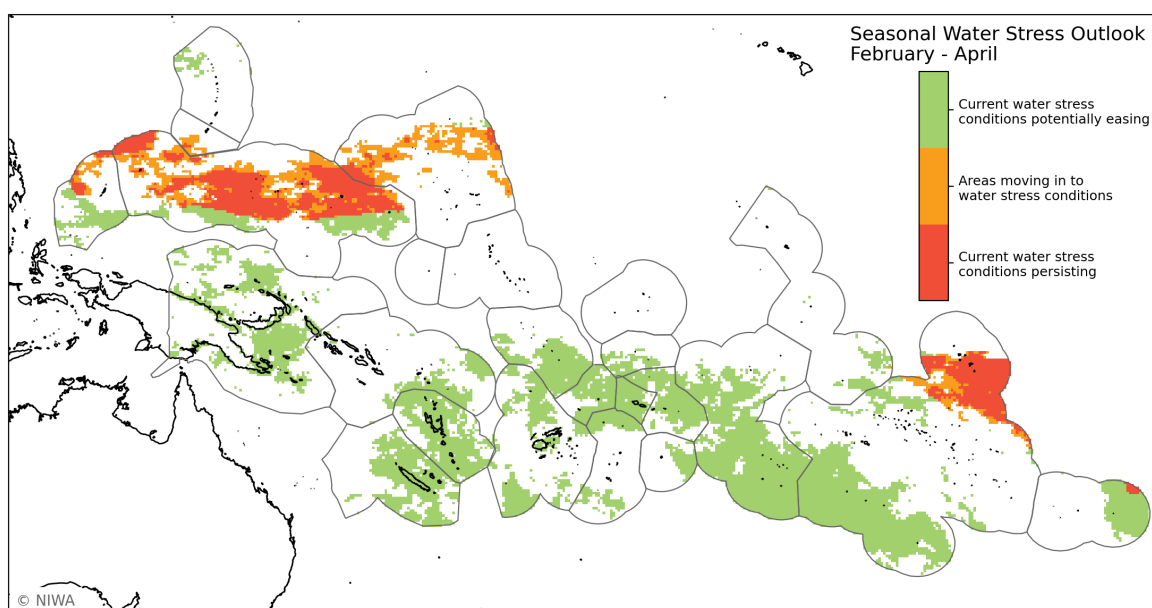 Seasonal Water Stress Outlook
February - April
Current water stress
conditions potentially easing
Areas moving in to
water stress conditions
Current water stress
conditions persisting
© NIWA